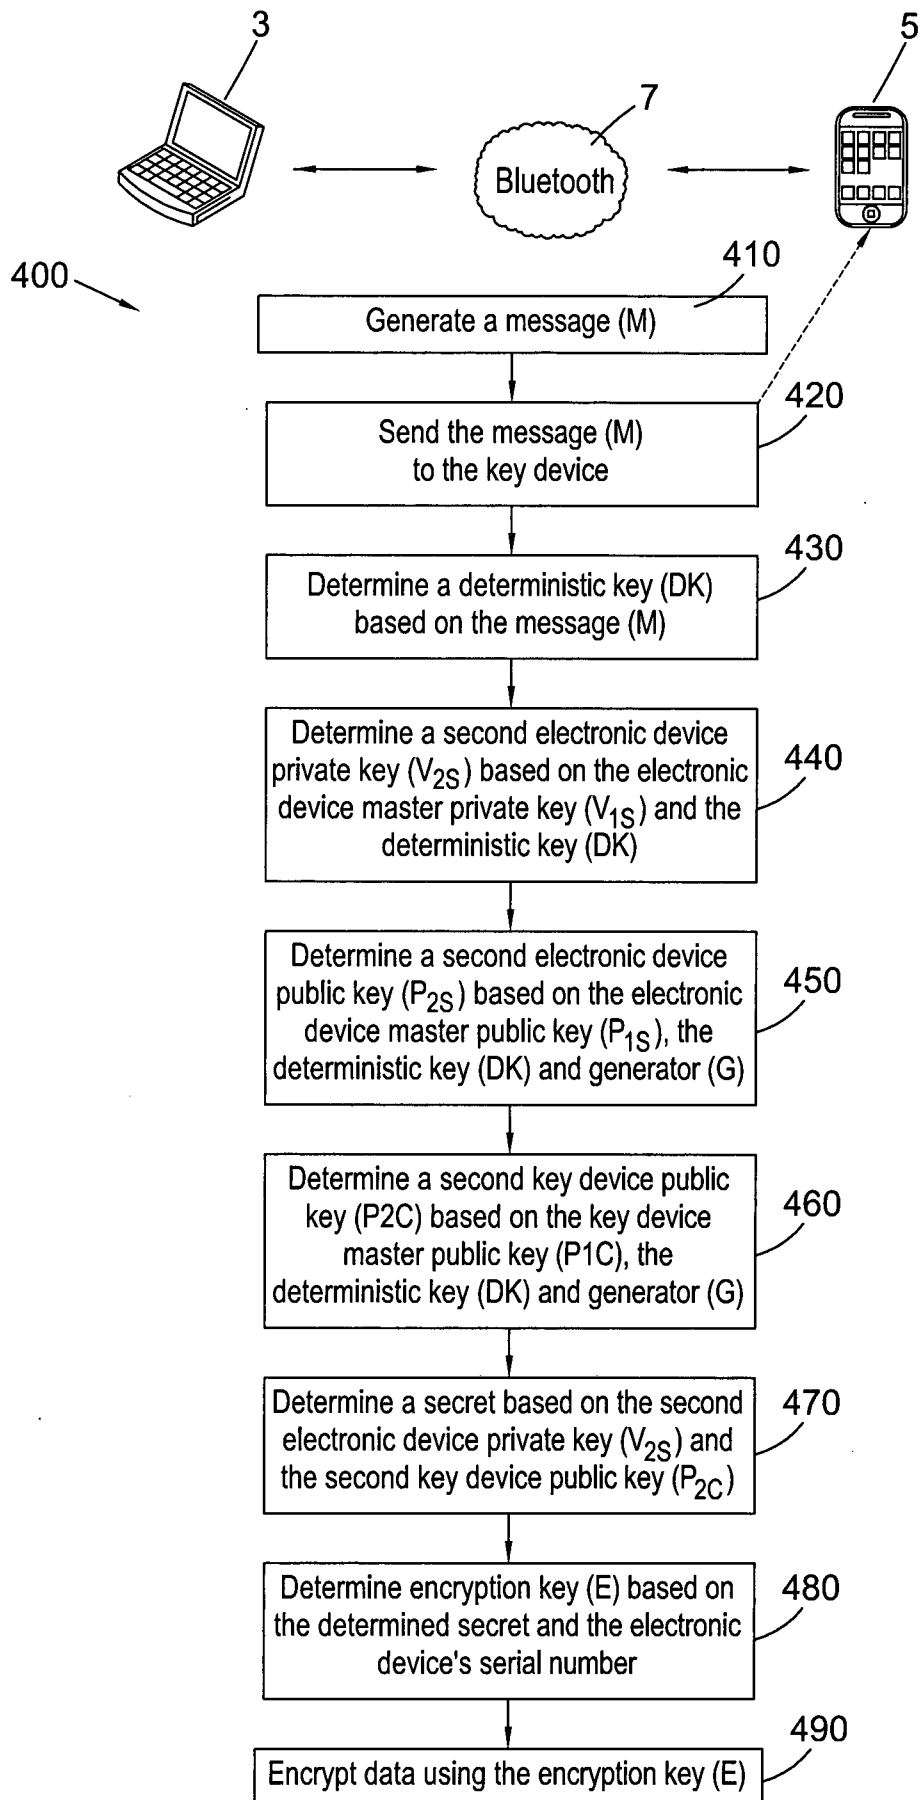 3
5
7
Bluetooth
400
410
Generate a message (M)
420
Send the message (M)
to the key device
430
Determine a deterministic key (DK)
based on the message (M)
Determine a second electronic device
private key (V2S) based on the electronic
device master private key (V1S) and the
deterministic key (DK)
440
Determine a second electronic device
public key (P2S) based on the electronic
device master public key (P1S), the
deterministic key (DK) and generator (G)
450
Determine a second key device public
key (P2C) based on the key device
master public key (P1C), the
deterministic key (DK) and generator (G)
460
Determine a secret based on the second
electronic device private key (V2S) and
the second key device public key (P2C)
470
Determine encryption key (E) based on
the determined secret and the electronic
device's serial number
480
490
Encrypt data using the encryption key (E)